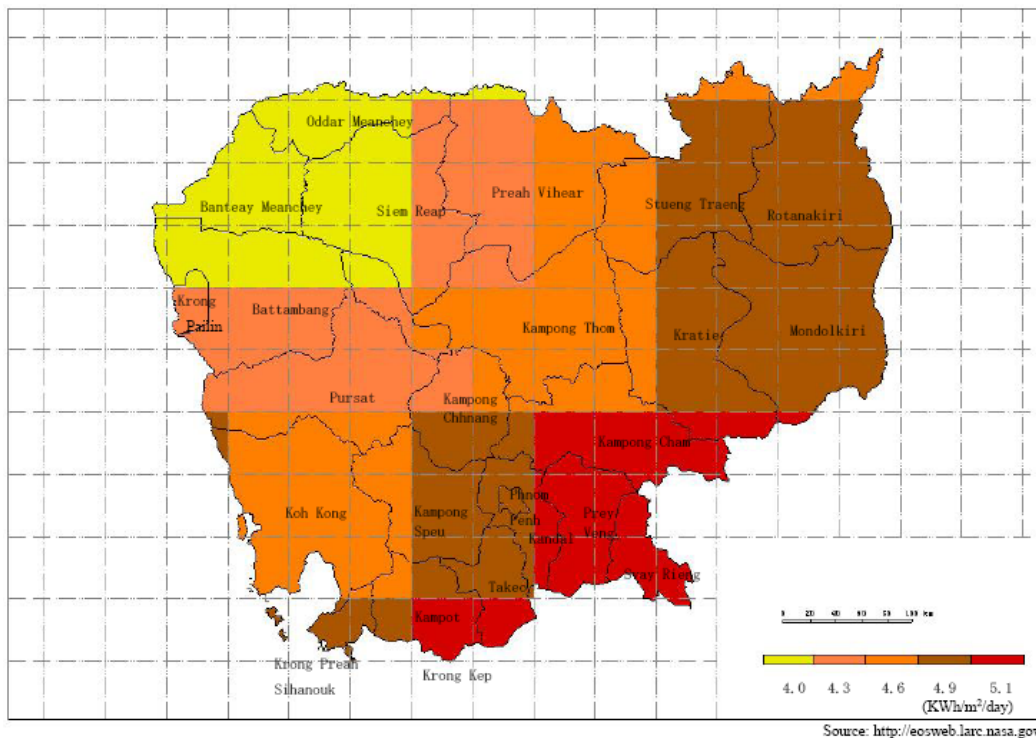 Oddar Meanchey
Banteay Meanchey
Siem Reap
Preah Vihear
Stueng Traeng
Rotanakiri
Krong
Pailin
Battambang
Kampong Thom
Kratie
Mondolkiri
Pursat
Kampong
Chhnang
Kampong Cham
Koh Kong
Kampong
Speu
Phnom
Penh
Kandal
Prey
Veng
Svay Rieng
Takeo
Kampot
Krong Preah
Sihanouk
Krong Kep
0 20 40 60 50 100 km
4.0 4.3 4.6 4.9 5.1
(KWh/m²/day)
Source: http://eosweb.larc.nasa.gov